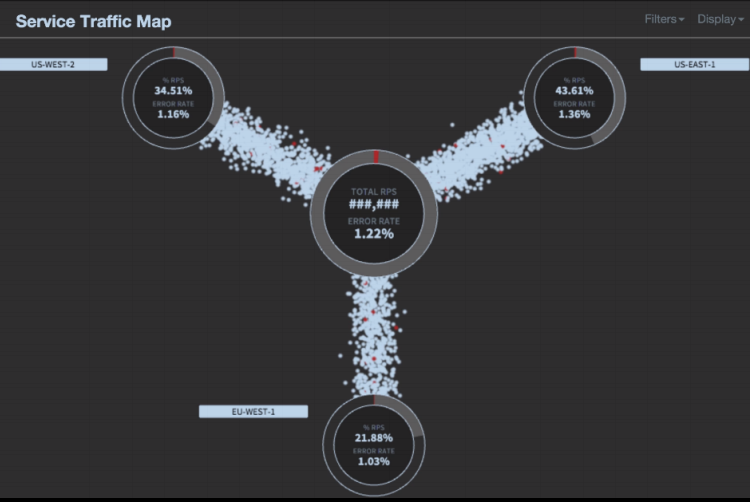 Service Traffic Map
Filters
Display
US-WEST-2
% RPS
34.51%
ERROR RATE
1.16%
% RPS
43.61%
ERROR RATE
1.36%
US-EAST-1
TOTAL RPS
###,###
ERROR RATE
1.22%
EU-WEST-1
% RPS
21.88%
ERROR RATE
1.03%